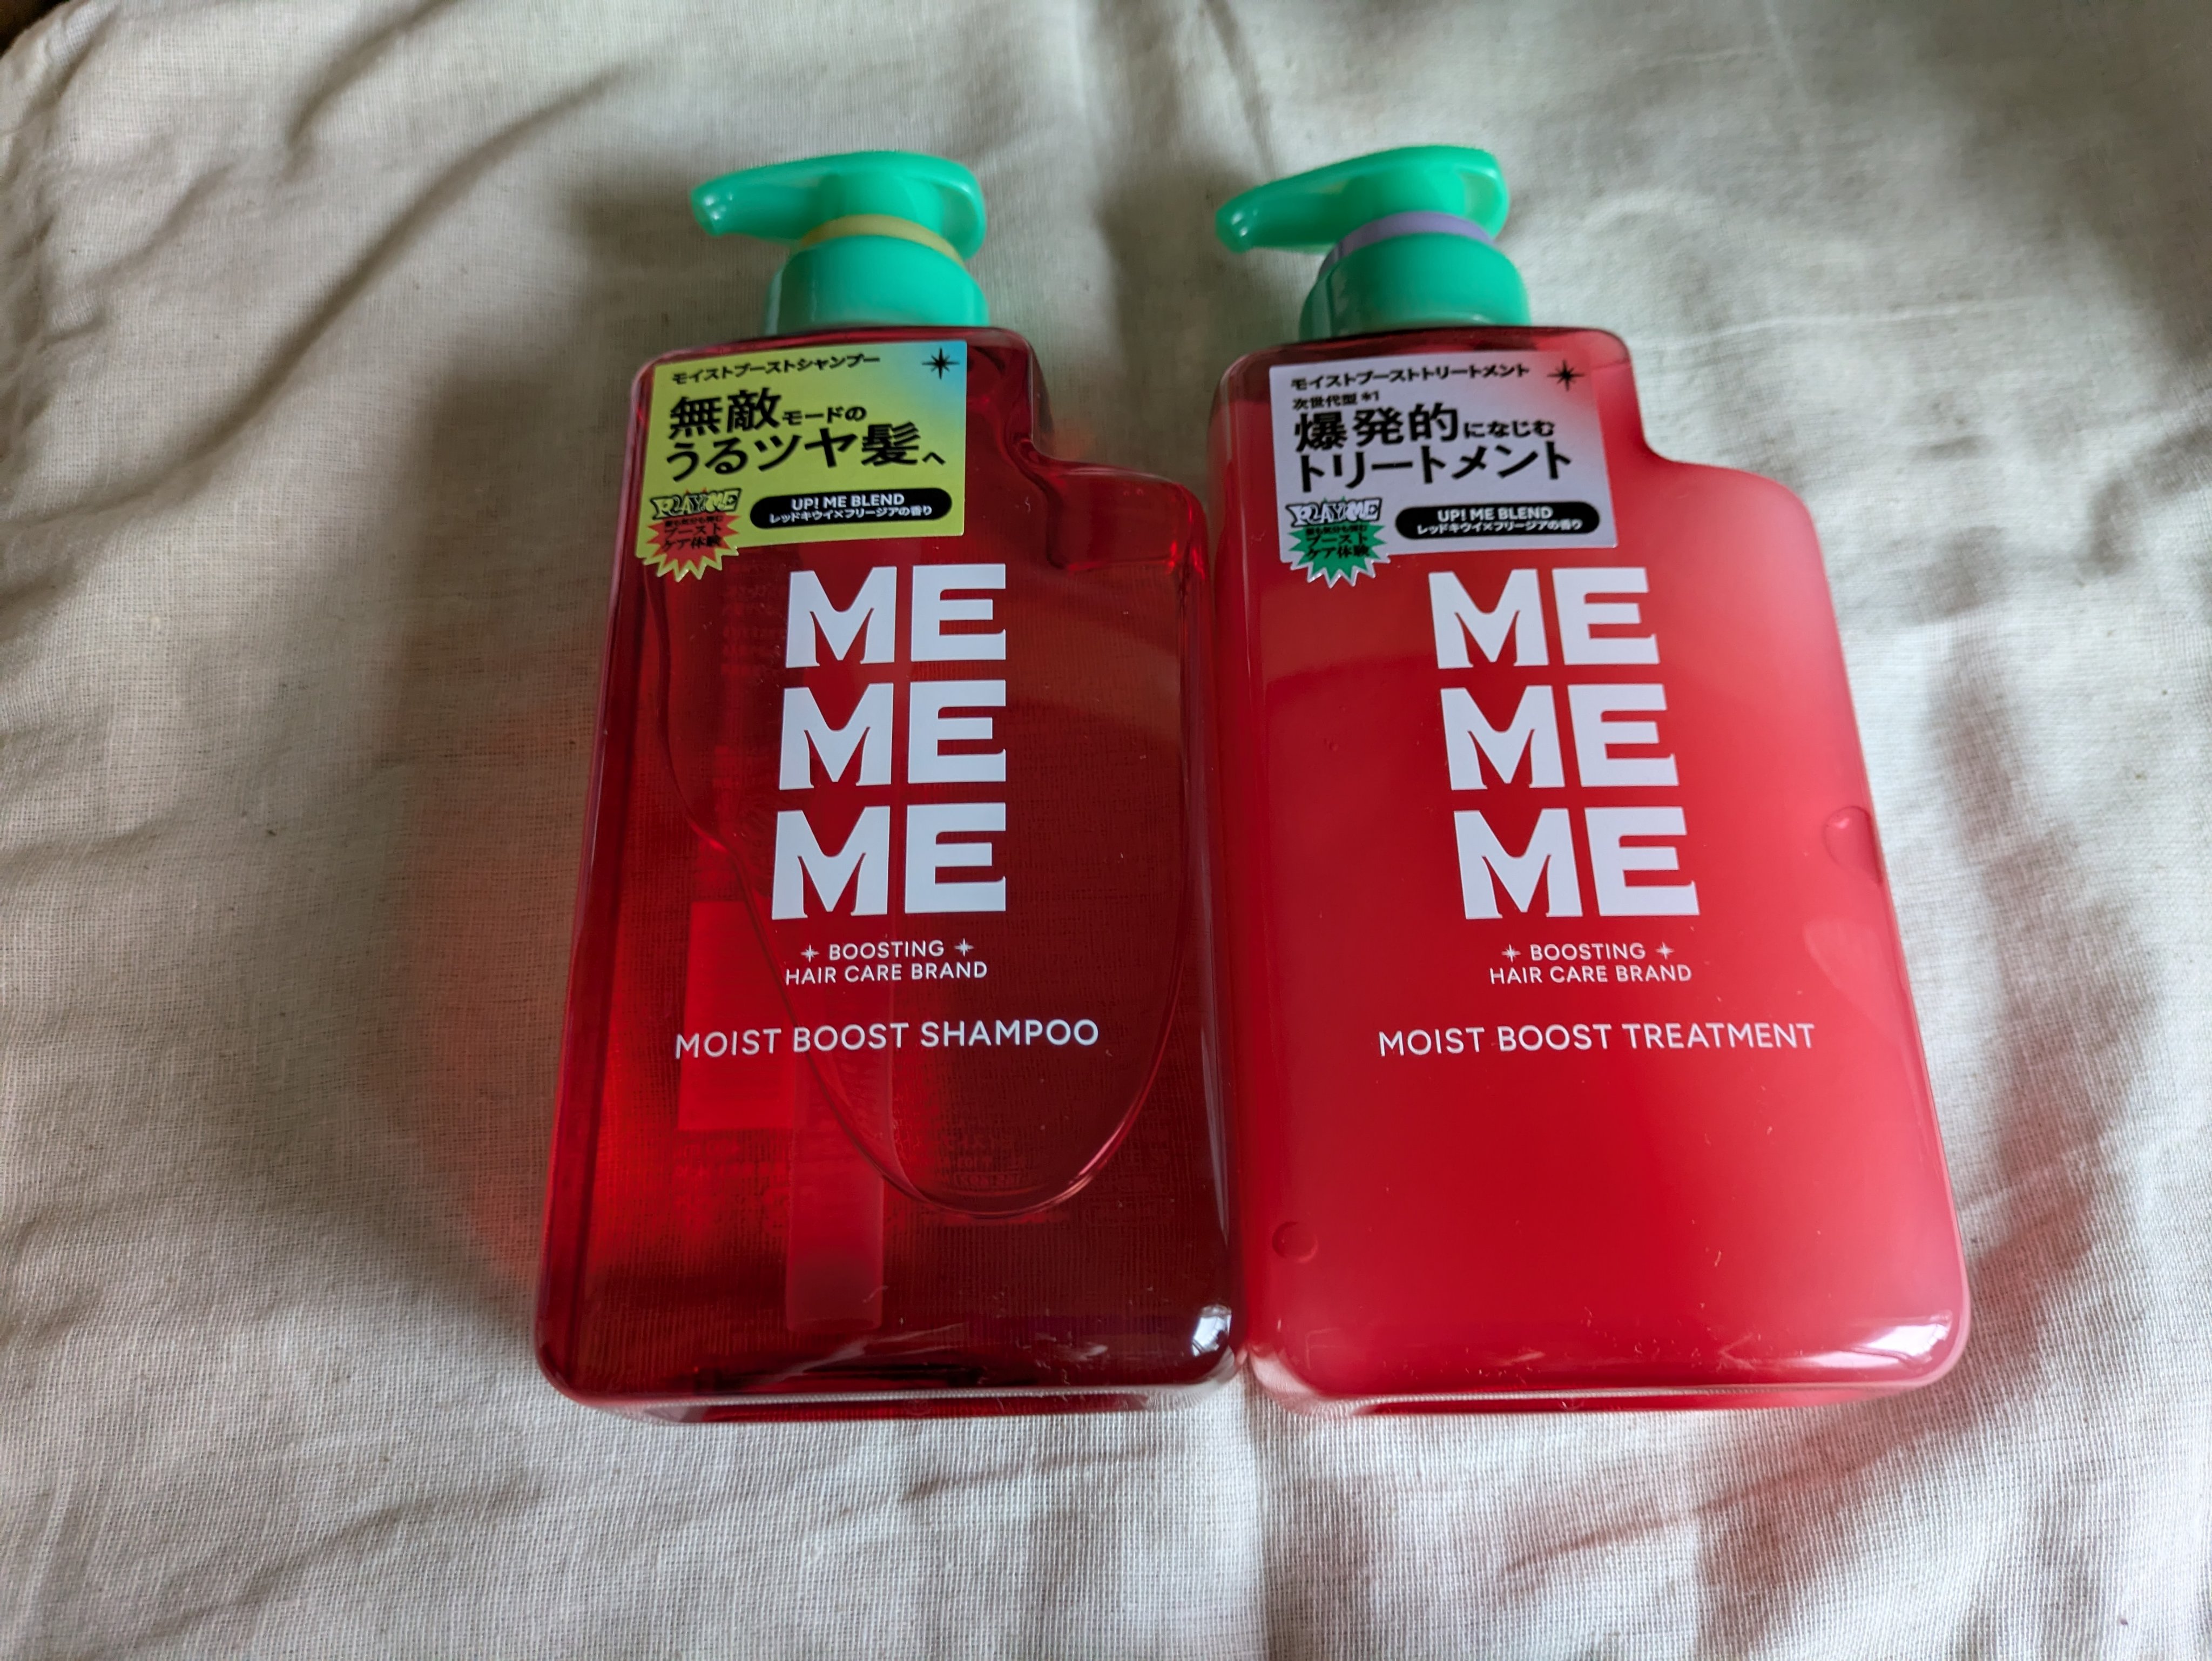 モイストブーストシャンプー
無敵モードの
うるツヤ髪へ
PLAY ME
ブースト
ケア体験
UP! ME BLEND
レッドキウイ×フリージアの香り
ME
ME
ME
BOOSTING
HAIR CARE BRAND
MOIST BOOST SHAMPOO
モイストブーストトリートメント
次世代型*1
爆発的になじむ
トリートメント
PLAY ME
ブースト
ケア体験
UP! ME BLEND
レッドキウイ×フリージアの香り
ME
ME
ME
BOOSTING
HAIR CARE BRAND
MOIST BOOST TREATMENT